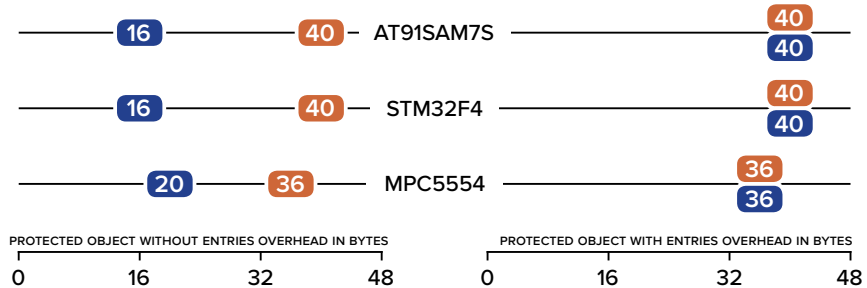 16 40 AT91SAM7S 40
40
16 40 STM32F4 40
40
20 36 MPC5554 36
36
PROTECTED OBJECT WITHOUT ENTRIES OVERHEAD IN BYTES PROTECTED OBJECT WITH ENTRIES OVERHEAD IN BYTES
0 16 32 48 0 16 32 48